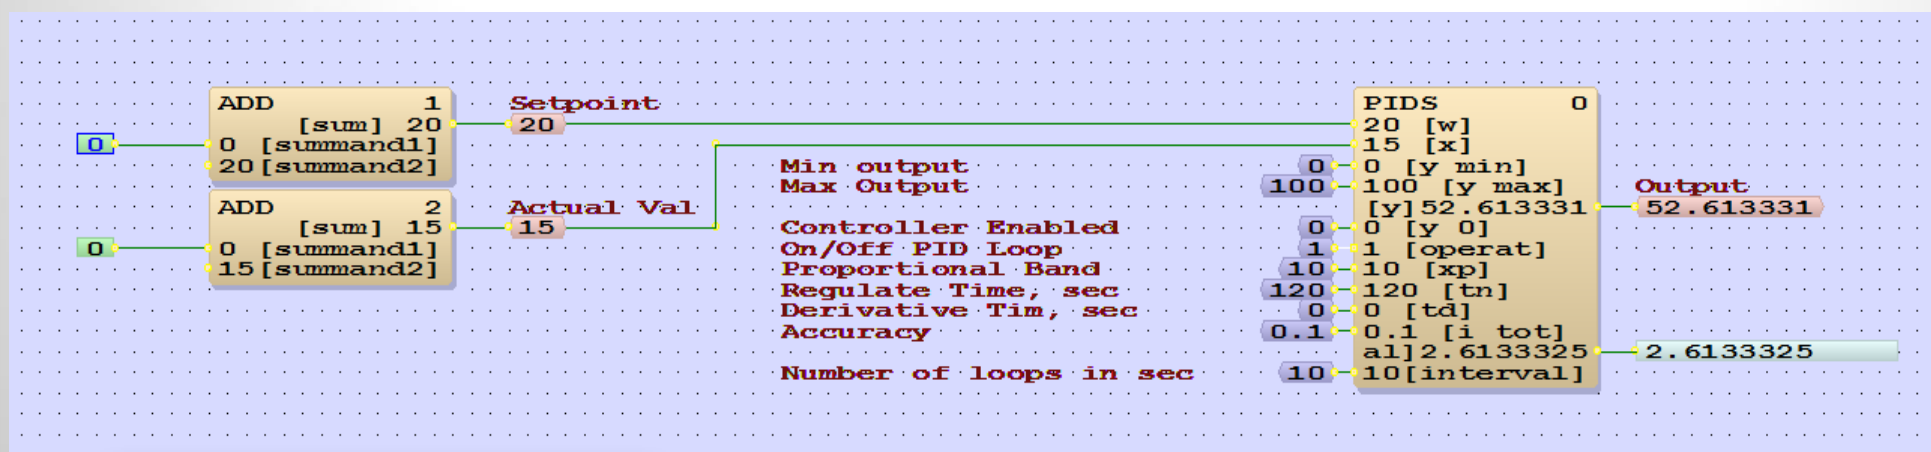 ADD 1
[sum] 20
0 0 [summand1]
20 [summand2]
Setpoint
20
ADD 2
[sum] 15
0 0 [summand1]
15 [summand2]
Actual Val
15
PIDS 0
20 [w]
15 [x]
Min output 0 0 [y min]
Max Output 100 100 [y max]
[y]52.613331
Output
52.613331
Controller Enabled 0 0 [y 0]
On/Off PID Loop 1 1 [operat]
Proportional Band 10 10 [xp]
Regulate Time, sec 120 120 [tn]
Derivative Tim, sec 0 0 [td]
Accuracy 0.1 0.1 [i tot]
al]2.6133325 2.6133325
Number of loops in sec 10 10[interval]